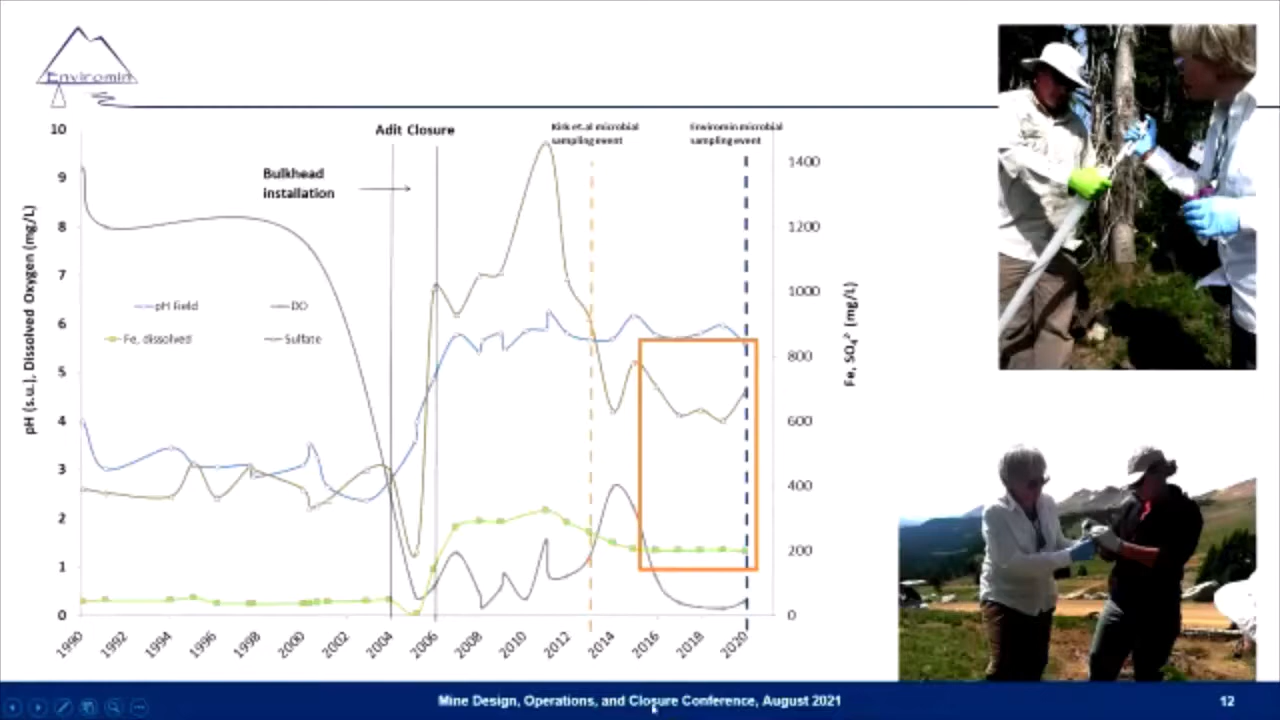 Enviromin
Adit Closure
Kirk et.al microbial
sampling event
Enviromin microbial
sampling event
Bulkhead
installation
10
9
8
7
6
5
4
3
2
1
0
pH (s.u.), Dissolved Oxygen (mg/L)
pH Field
DO
Fe, dissolved
Sulfate
1400
1200
1000
800
600
400
200
0
Fe, SO₄²⁻ (mg/L)
1990
1992
1994
1996
1998
2000
2002
2004
2006
2008
2010
2012
2014
2016
2018
2020
Mine Design, Operations, and Closure Conference, August 2021
12